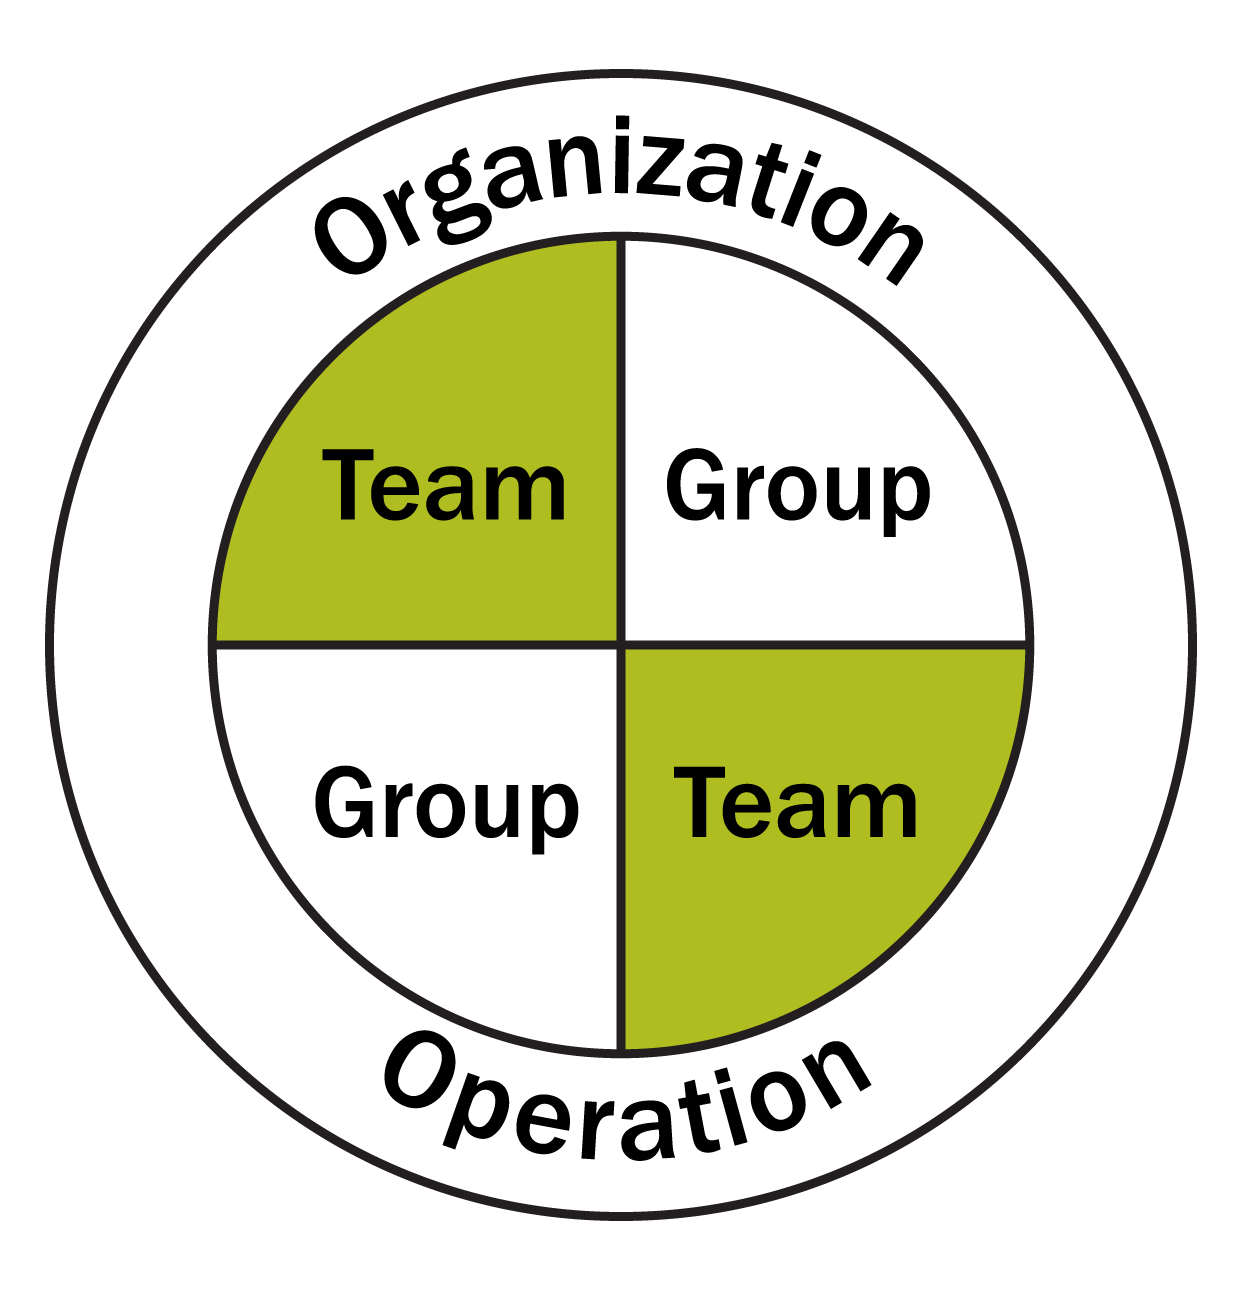 Organization
Team Group
Group Team
Operation